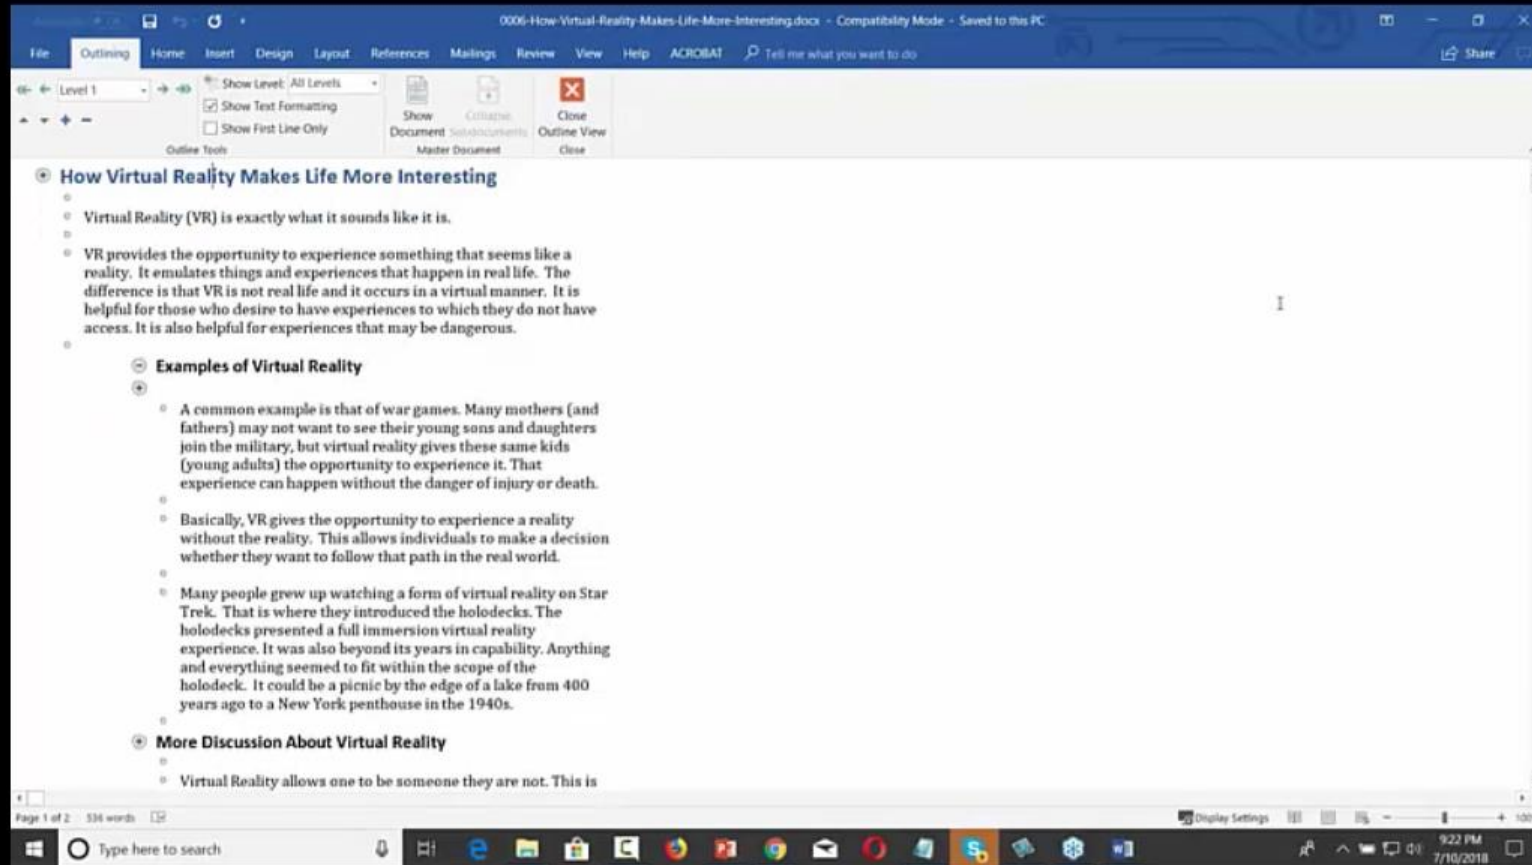 0006-How-Virtual-Reality-Makes-Life-More-Interesting.docx - Compatibility Mode - Saved to this PC
File Outlining Home Insert Design Layout References Mailings Review View Help ACROBAT Tell me what you want to do Share
Level 1
Show Level: All Levels
Show Text Formatting
Show First Line Only
Outline Tools
Show Document
Collapse Subdocuments
Master Document
Close Outline View
Close
How Virtual Reality Makes Life More Interesting
Virtual Reality (VR) is exactly what it sounds like it is.
VR provides the opportunity to experience something that seems like a
reality. It emulates things and experiences that happen in real life. The
difference is that VR is not real life and it occurs in a virtual manner. It is
helpful for those who desire to have experiences to which they do not have
access. It is also helpful for experiences that may be dangerous.
Examples of Virtual Reality
A common example is that of war games. Many mothers (and
fathers) may not want to see their young sons and daughters
join the military, but virtual reality gives these same kids
(young adults) the opportunity to experience it. That
experience can happen without the danger of injury or death.
Basically, VR gives the opportunity to experience a reality
without the reality. This allows individuals to make a decision
whether they want to follow that path in the real world.
Many people grew up watching a form of virtual reality on Star
Trek. That is where they introduced the holodecks. The
holodecks presented a full immersion virtual reality
experience. It was also beyond its years in capability. Anything
and everything seemed to fit within the scope of the
holodeck. It could be a picnic by the edge of a lake from 400
years ago to a New York penthouse in the 1940s.
More Discussion About Virtual Reality
Virtual Reality allows one to be someone they are not. This is
Page 1 of 2 536 words
Display Settings
100
Type here to search
9:22 PM
7/10/2018